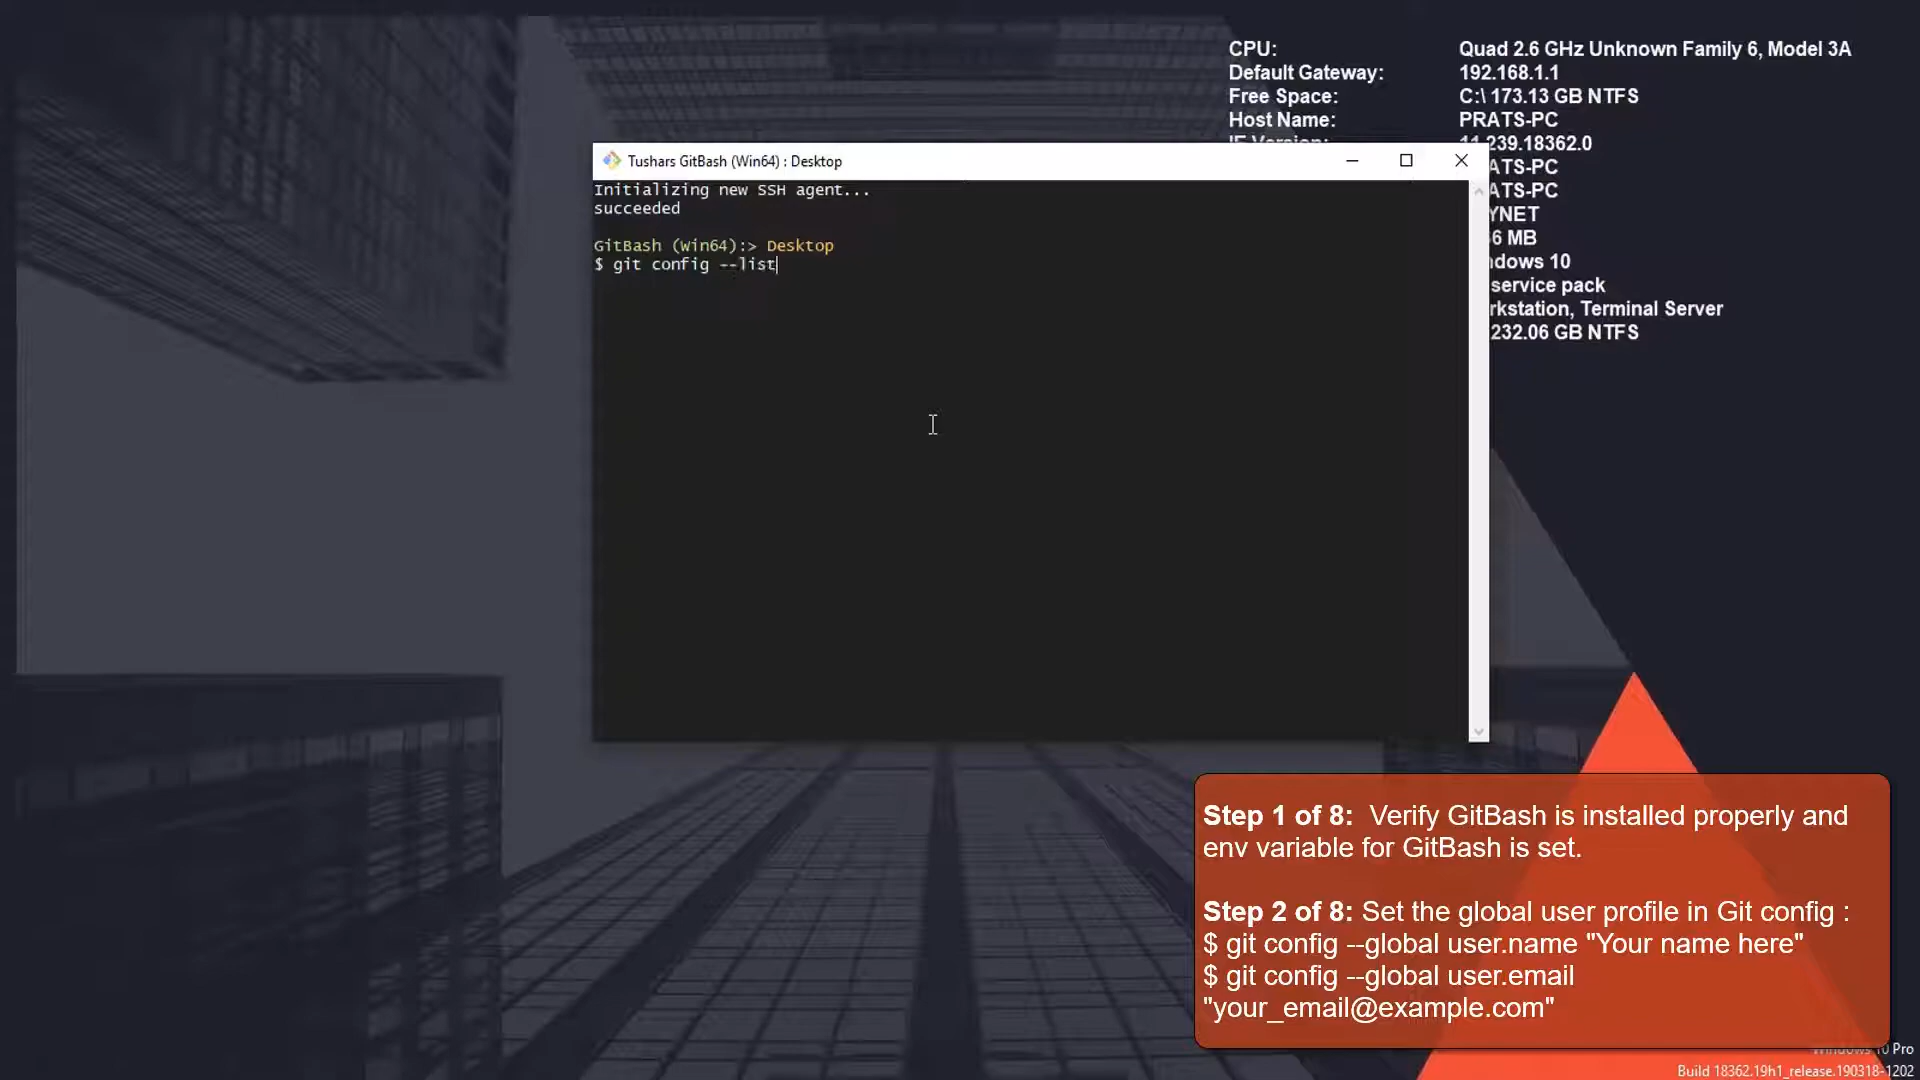 CPU: Quad 2.6 GHz Unknown Family 6, Model 3A
Default Gateway: 192.168.1.1
Free Space: C:\ 173.13 GB NTFS
Host Name: PRATS-PC
11.239.18362.0
ATS-PC
ATS-PC
YNET
6 MB
dows 10
service pack
rkstation, Terminal Server
232.06 GB NTFS
Tushars GitBash (Win64) : Desktop
Initializing new SSH agent...
succeeded
GitBash (Win64):> Desktop
$ git config --list
Step 1 of 8: Verify GitBash is installed properly and
env variable for GitBash is set.
Step 2 of 8: Set the global user profile in Git config :
$ git config --global user.name "Your name here"
$ git config --global user.email
"your_email@example.com"
Windows 10 Pro
Build 18362.19h1_release.190318-1202